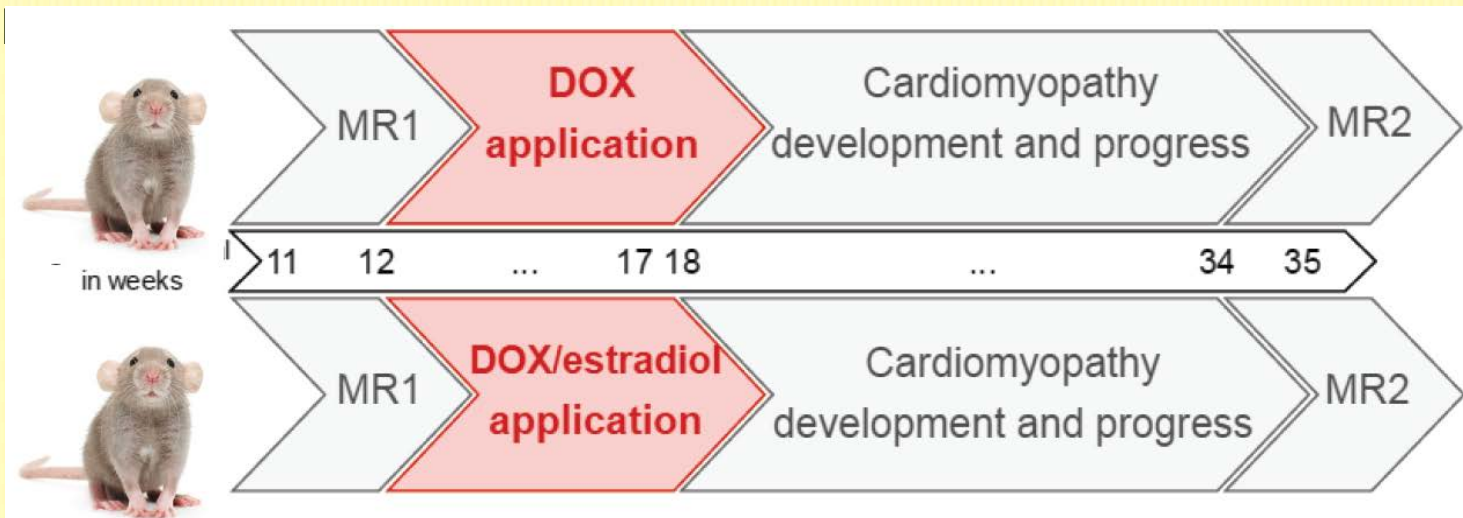 MR1
DOX
application
Cardiomyopathy
development and progress
MR2
in weeks
11 12 ... 17 18 ... 34 35
MR1
DOX/estradiol
application
Cardiomyopathy
development and progress
MR2